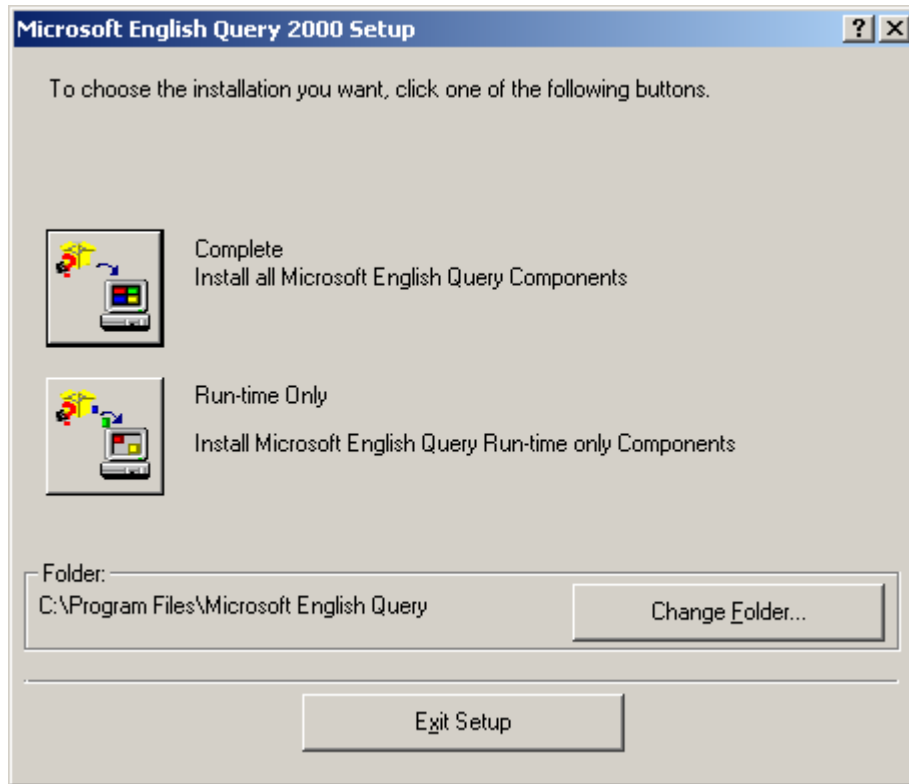 Microsoft English Query 2000 Setup
To choose the installation you want, click one of the following buttons.
Complete
Install all Microsoft English Query Components
Run-time Only
Install Microsoft English Query Run-time only Components
Folder:
C:\Program Files\Microsoft English Query
Change Folder...
Exit Setup